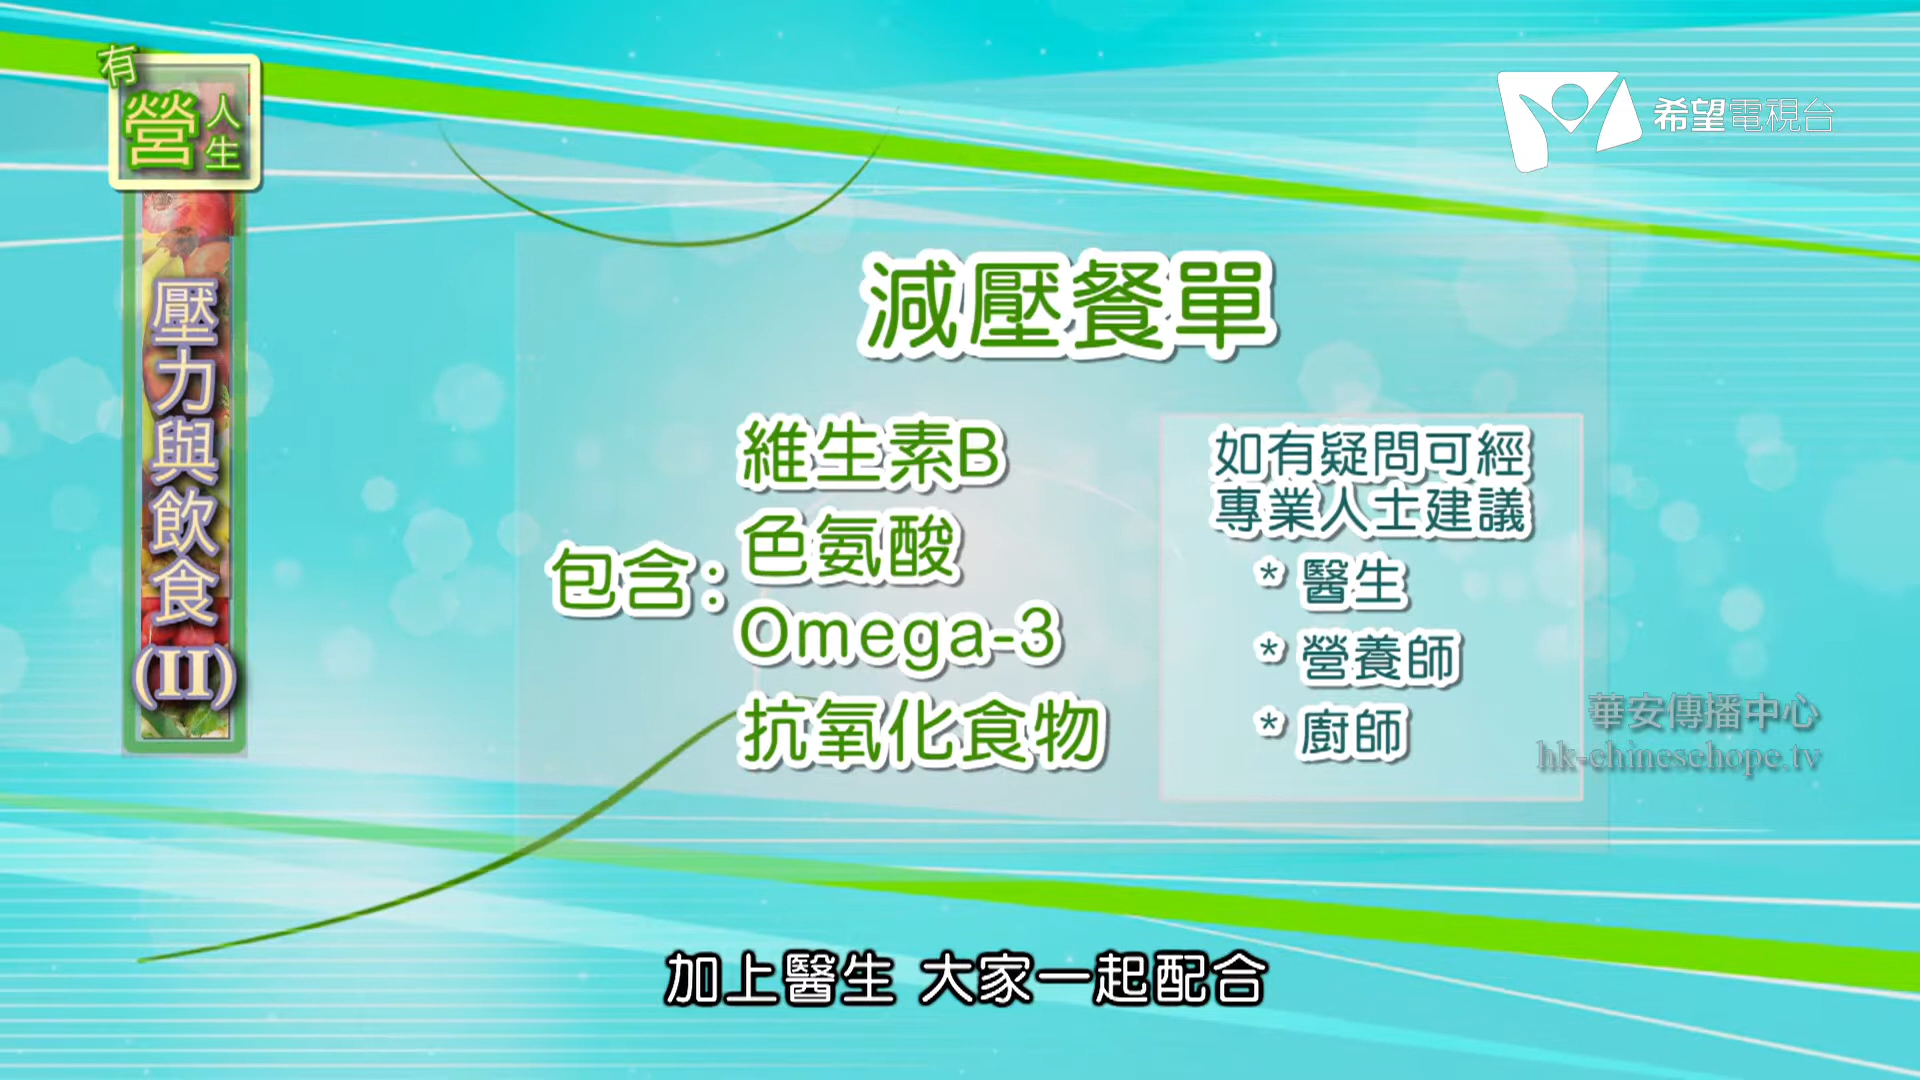 有營人生
壓力與飲食(II)
希望電視台
減壓餐單
包含：
維生素B
色氨酸
Omega-3
抗氧化食物
如有疑問可經
專業人士建議
* 醫生
* 營養師
* 廚師
華安傳播中心
hk-chinesehope.tv
加上醫生 大家一起配合